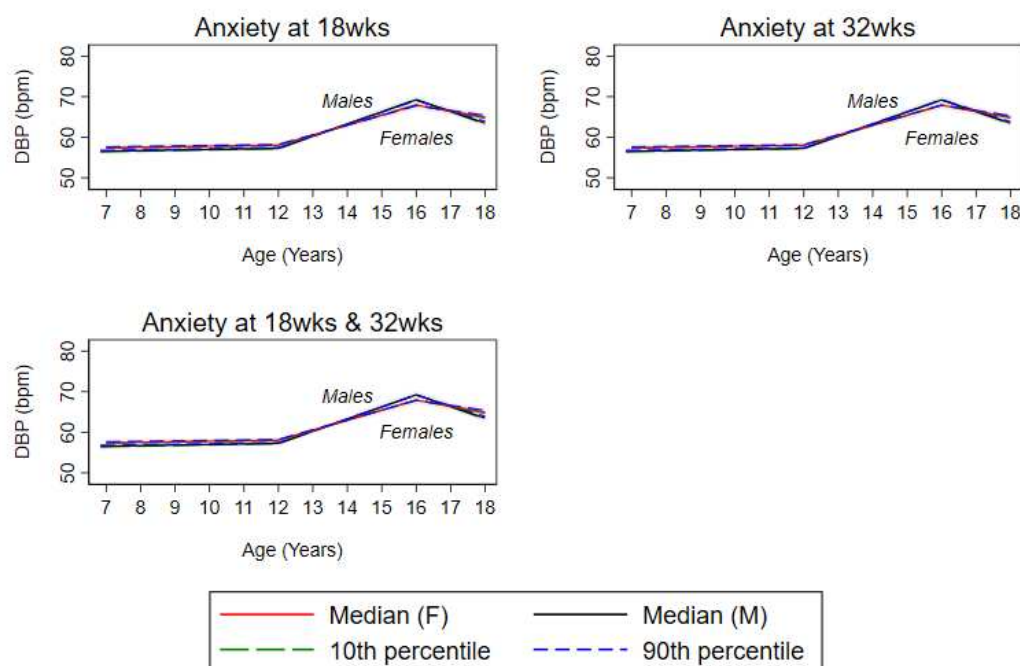 Anxiety at 18wks
DBP (bpm)
80
70
60
50
Males
Females
7 8 9 10 11 12 13 14 15 16 17 18
Age (Years)
Anxiety at 32wks
DBP (bpm)
80
70
60
50
Males
Females
7 8 9 10 11 12 13 14 15 16 17 18
Age (Years)
Anxiety at 18wks & 32wks
DBP (bpm)
80
70
60
50
Males
Females
7 8 9 10 11 12 13 14 15 16 17 18
Age (Years)
Median (F) Median (M)
10th percentile 90th percentile